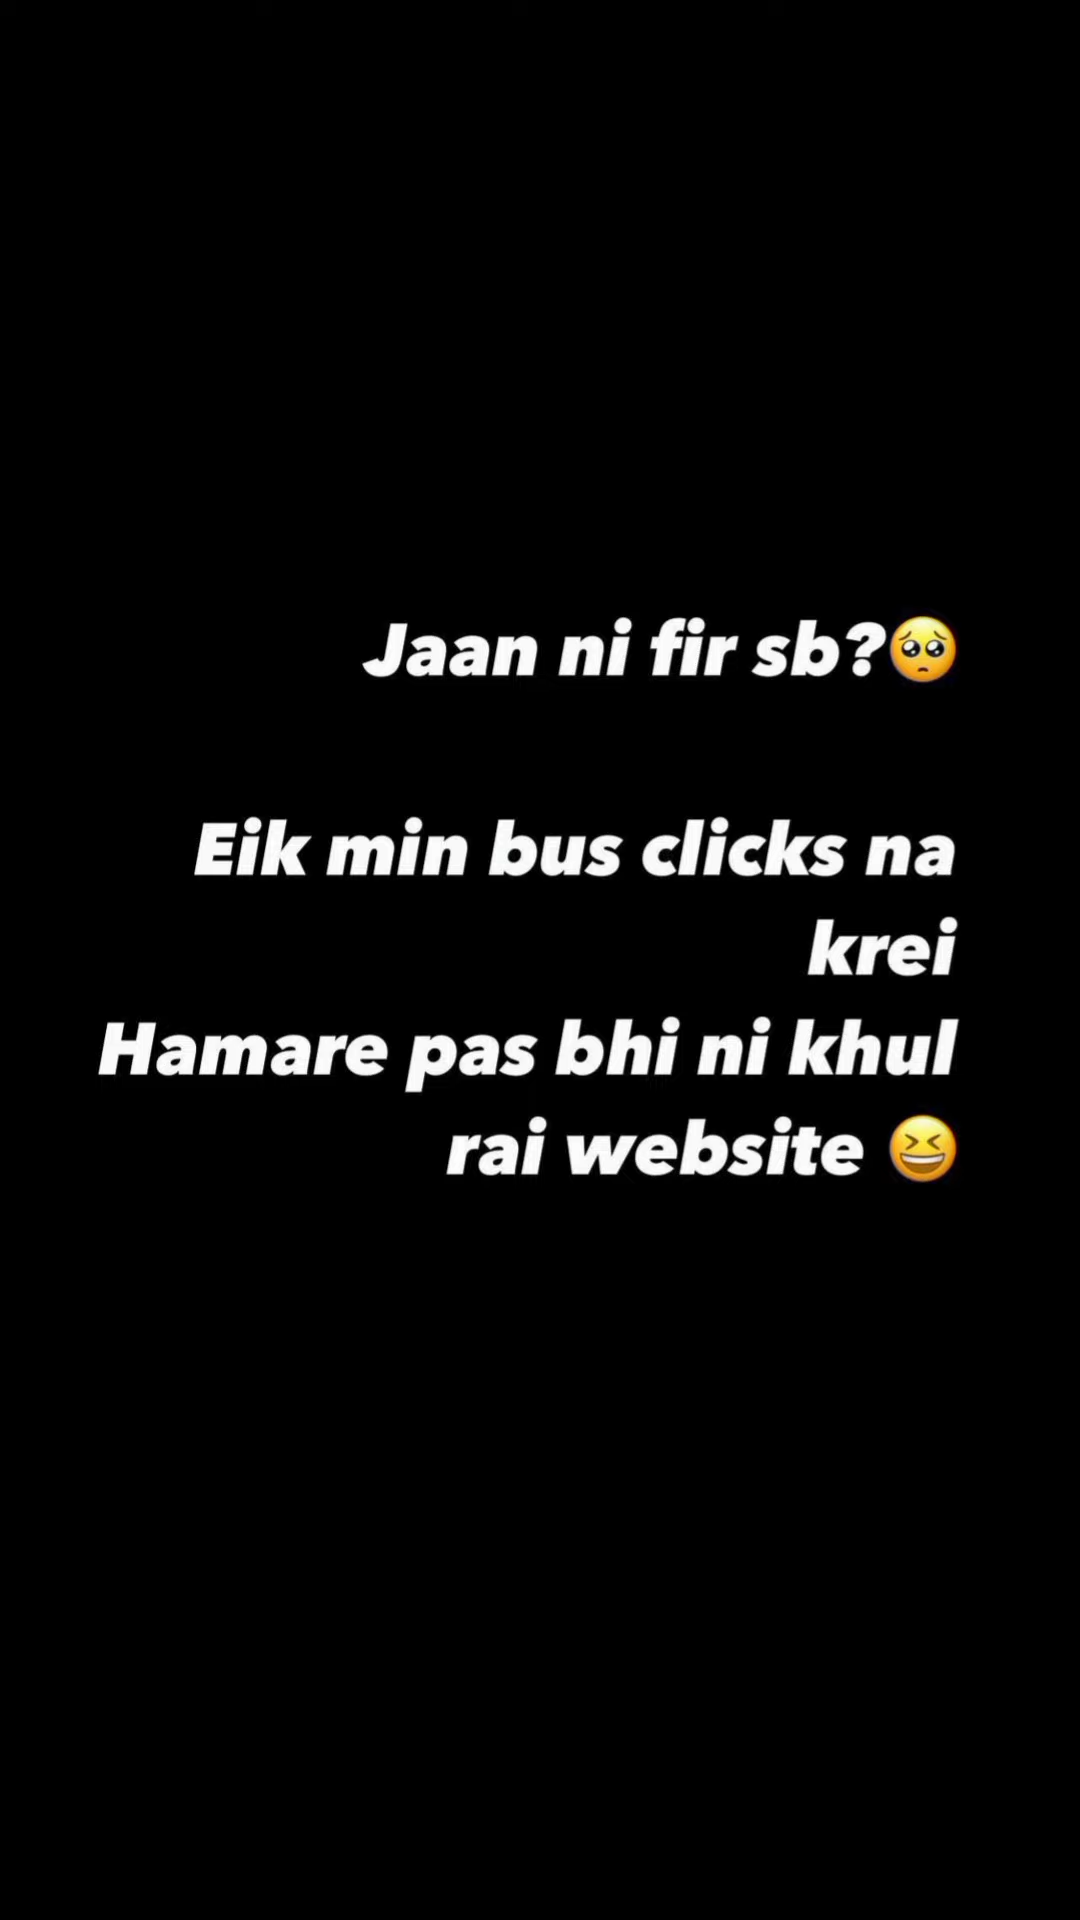 Jaan ni fir sb?🥺
Eik min bus clicks na
krei
Hamare pas bhi ni khul
rai website 😆